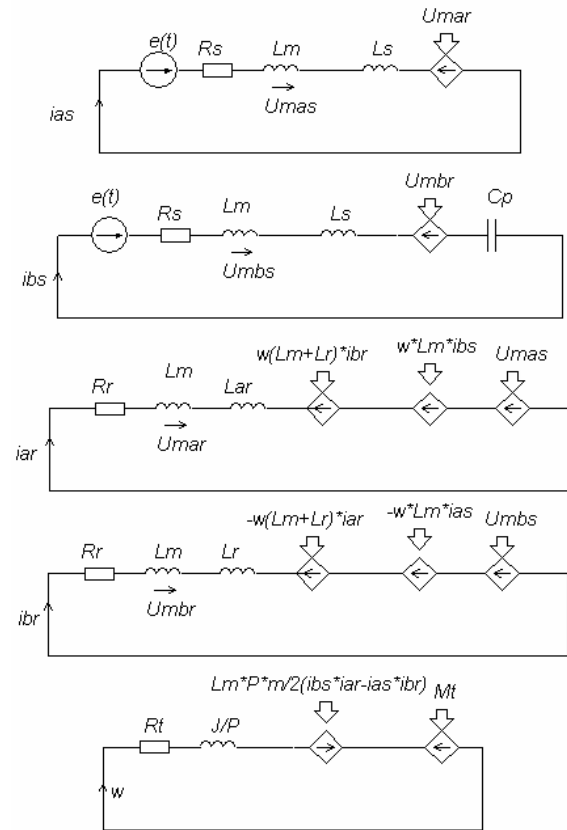 Umar
e(t) Rs Lm Ls
Umas
ias
e(t) Umbr Cp
Rs Lm Ls
Umbs
ibs
w(Lm+Lr)*ibr w*Lm*ibs Umas
Rr Lm Lar
Umar
iar
-w(Lm+Lr)*iar -w*Lm*ias Umbs
Rr Lm Lr
Umbr
ibr
Lm*P*m/2(ibs*iar-ias*ibr)
Mt
Rt J/P
w